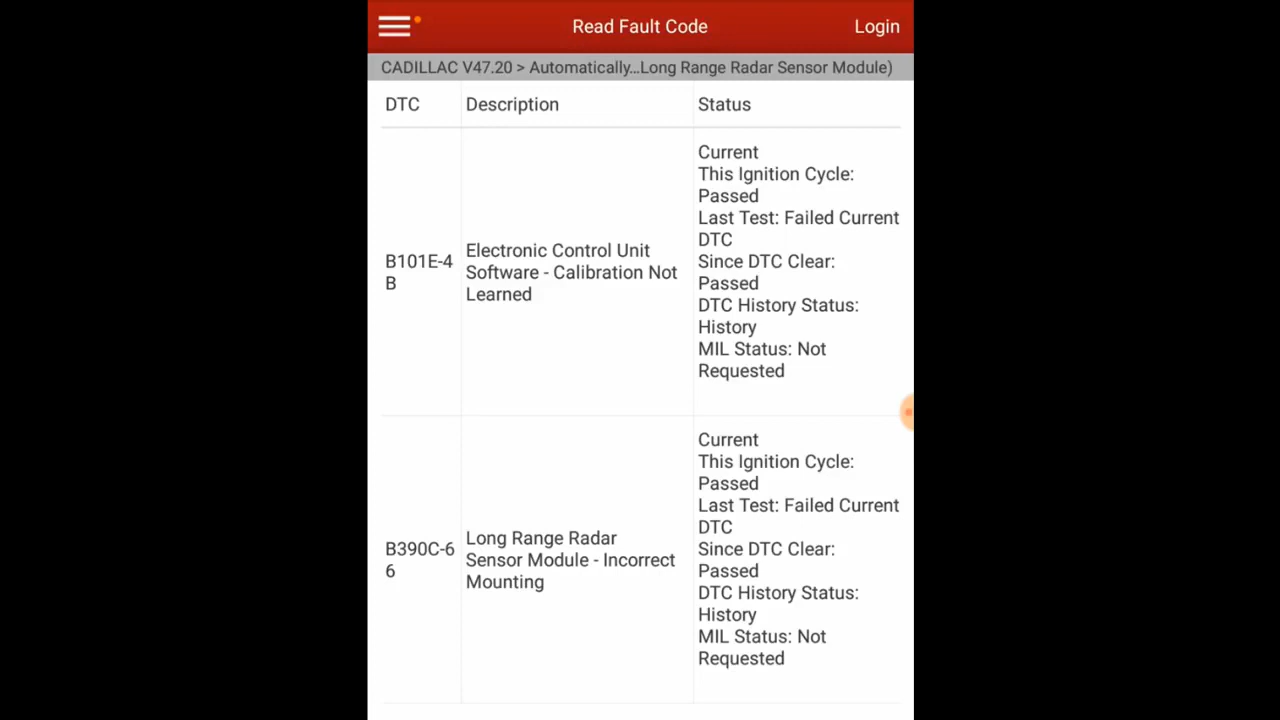 Read Fault Code
Login
CADILLAC V47.20 > Automatically...Long Range Radar Sensor Module)
DTC
Description
Status
B101E-4
B
Electronic Control Unit
Software - Calibration Not
Learned
Current
This Ignition Cycle:
Passed
Last Test: Failed Current
DTC
Since DTC Clear:
Passed
DTC History Status:
History
MIL Status: Not
Requested
B390C-6
6
Long Range Radar
Sensor Module - Incorrect
Mounting
Current
This Ignition Cycle:
Passed
Last Test: Failed Current
DTC
Since DTC Clear:
Passed
DTC History Status:
History
MIL Status: Not
Requested